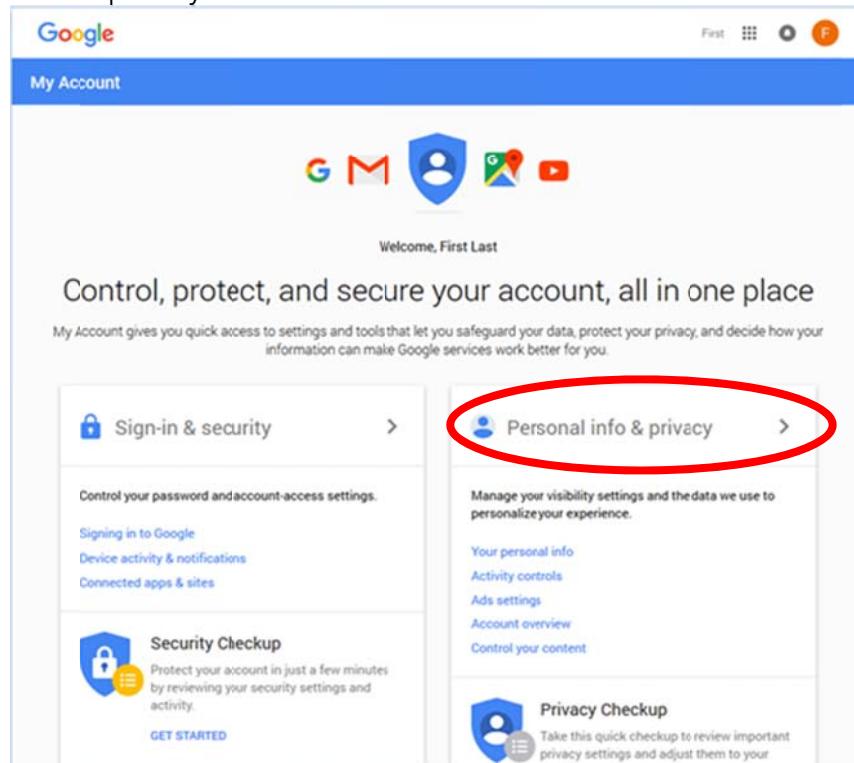 Google
First
F
My Account
G
Welcome, First Last
Control, protect, and secure your account, all in one place
My Account gives you quick access to settings and tools that let you safeguard your data, protect your privacy, and decide how your
information can make Google services work better for you.
Sign-in & security
Control your password and account-access settings.
Signing in to Google
Device activity & notifications
Connected apps & sites
Security Checkup
Protect your account in just a few minutes
by reviewing your security settings and
activity.
GET STARTED
Personal info & privacy
Manage your visibility settings and the data we use to
personalize your experience.
Your personal info
Activity controls
Ads settings
Account overview
Control your content
Privacy Checkup
Take this quick checkup to review important
privacy settings and adjust them to your